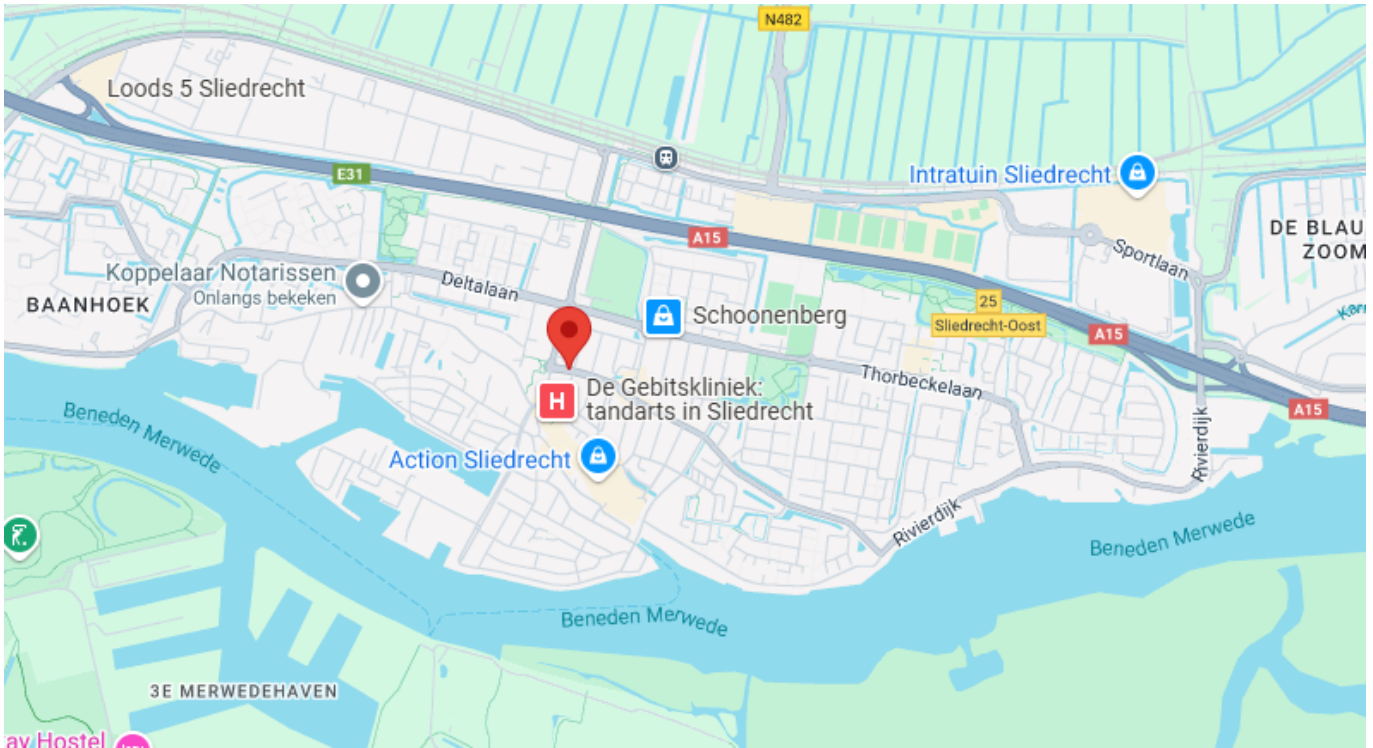 N482
Loods 5 Sliedrecht
E31
Intratuin Sliedrecht
A15
DE BLAU
ZOOM
Sportlaan
Koppelaar Notarissen
Onlangs bekeken
Deltalaan
BAANHOEK
25
Sliedrecht-Oost
Schoonenberg
A15
Thorbeckelaan
De Gebitskliniek:
tandarts in Sliedrecht
H
A15
Beneden Merwede
Rivierdijk
Action Sliedrecht
Rivierdijk
Beneden Merwede
Beneden Merwede
3E MERWEDEHAVEN
ay Hostel